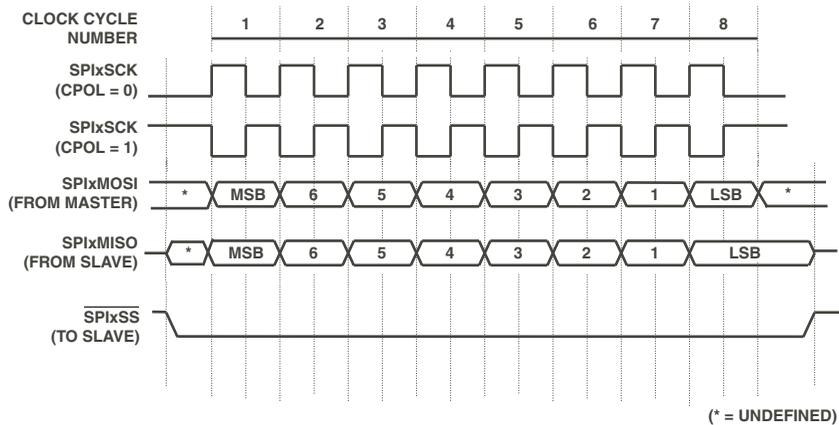 CLOCK CYCLE
NUMBER
1 2 3 4 5 6 7 8
SPIxSCK
(CPOL = 0)
SPIxSCK
(CPOL = 1)
SPIxMOSI
(FROM MASTER)
* MSB 6 5 4 3 2 1 LSB *
SPIxMISO
(FROM SLAVE)
* MSB 6 5 4 3 2 1 LSB
SPIxSS
(TO SLAVE)
(* = UNDEFINED)